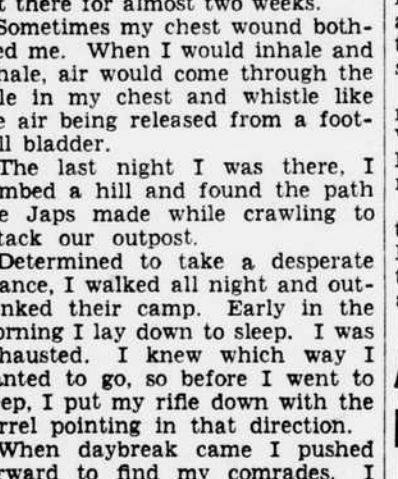 t there for almost two weeks.
Sometimes my chest wound both-
ed me. When I would inhale and
hale, air would come through the
le in my chest and whistle like
e air being released from a foot-
ll bladder.
The last night I was there, I
mbed a hill and found the path
e Japs made while crawling to
tack our outpost.
Determined to take a desperate
ance, I walked all night and out-
nked their camp. Early in the
orning I lay down to sleep. I was
hausted. I knew which way I
anted to go, so before I went to
eep, I put my rifle down with the
rrel pointing in that direction.
When daybreak came I pushed
rward to find my comrades. I